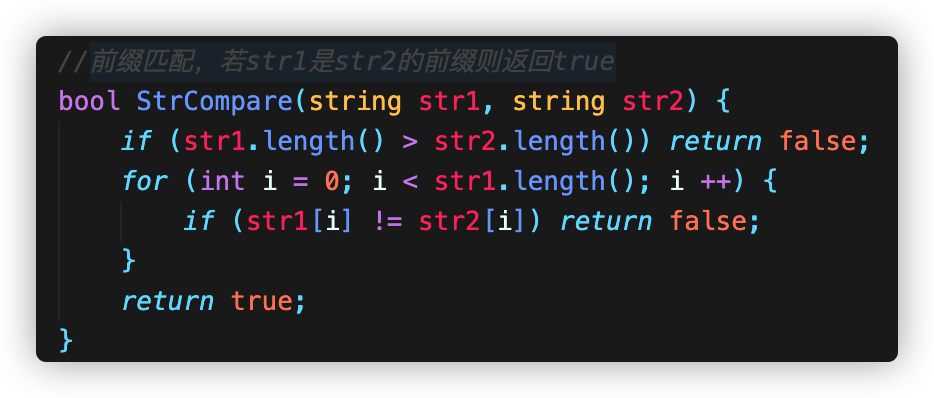 //前缀匹配，若str1是str2的前缀则返回true
bool StrCompare(string str1, string str2) {
    if (str1.length() > str2.length()) return false;
    for (int i = 0; i < str1.length(); i ++) {
        if (str1[i] != str2[i]) return false;
    }
    return true;
}